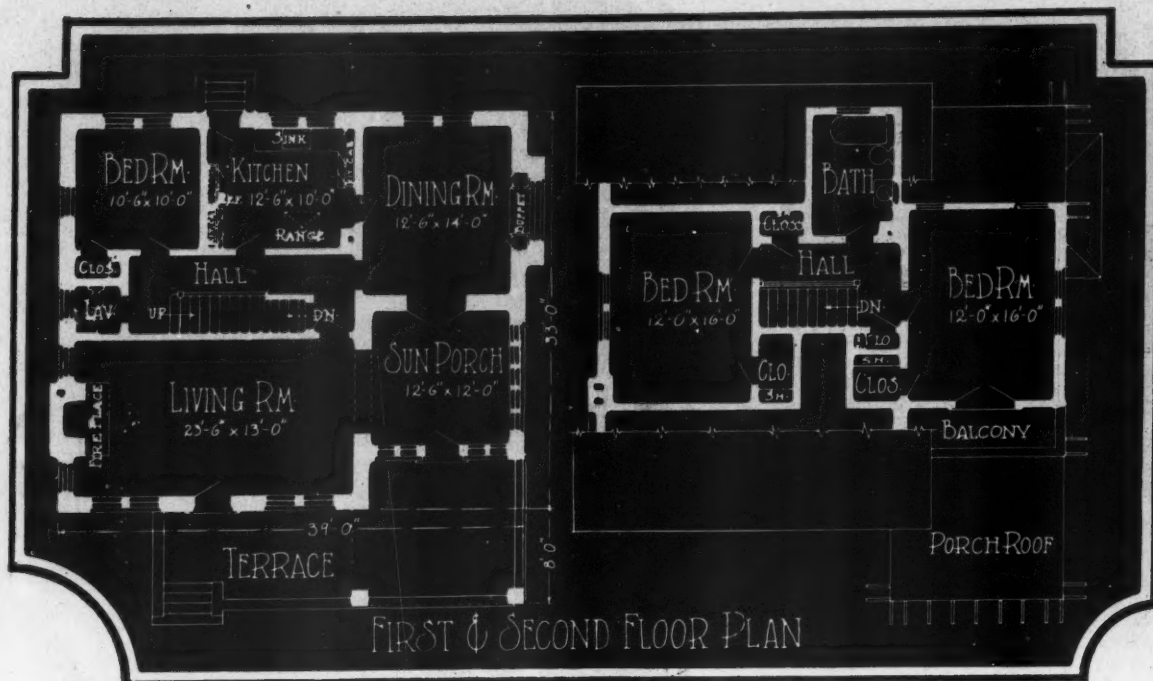 BED RM.
10'-6" x 10'-0"
SINK
KITCHEN
REF. 12'-6" x 10'-0"
RANGE
DINING RM.
12'-6" x 14'-0"
BUFFET
CLOS.
HALL
LAV.
UP
DN.
SUN PORCH
12'-6" x 12'-0"
LIVING RM
23'-6" x 13'-0"
FIRE PLACE
33'-0"
39'-0"
8'-0"
TERRACE
BATH
CLOS.
HALL
BED RM
12'-0" x 16'-0"
DN.
BED RM
12'-0" x 16'-0"
CLO.
SH.
CLO
SH.
CLOS.
BALCONY
PORCH ROOF
FIRST & SECOND FLOOR PLAN